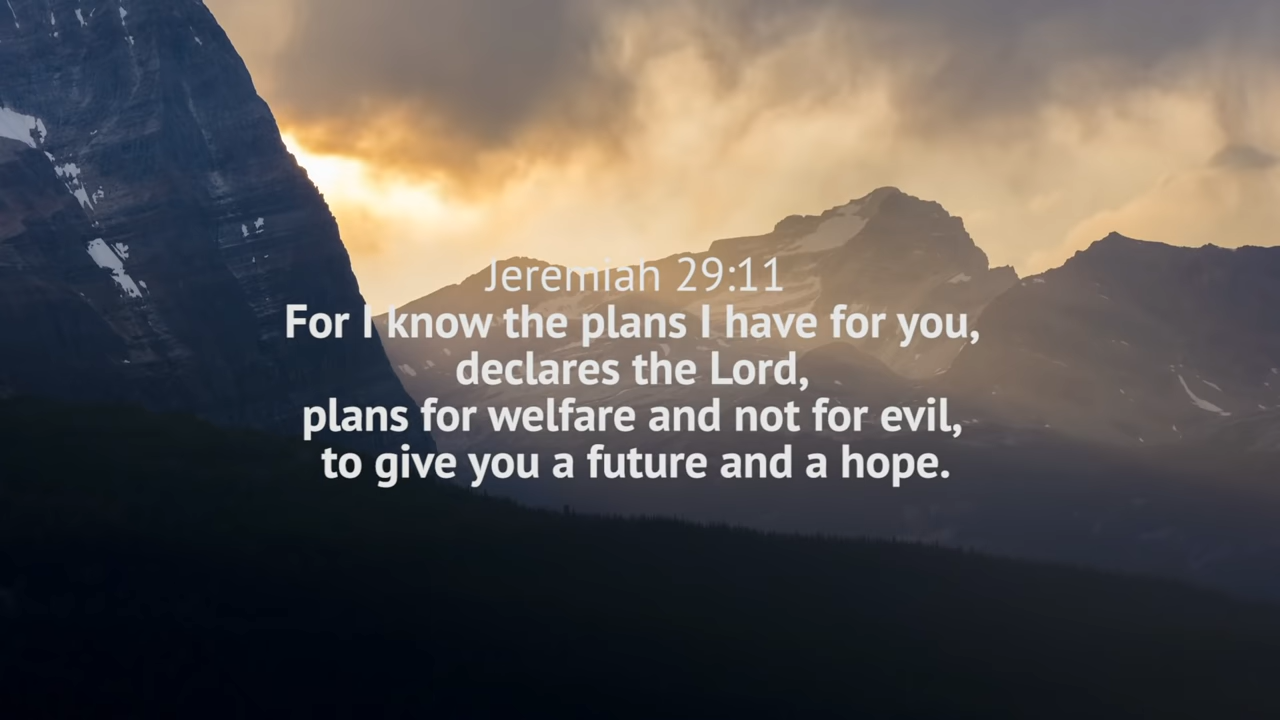 Jeremiah 29:11
For I know the plans I have for you,
declares the Lord,
plans for welfare and not for evil,
to give you a future and a hope.